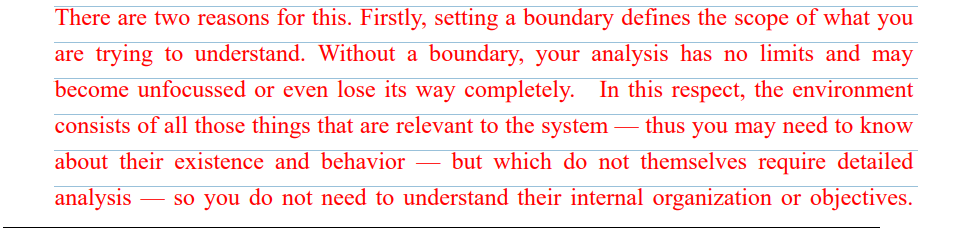 There are two reasons for this. Firstly, setting a boundary defines the scope of what you
are trying to understand. Without a boundary, your analysis has no limits and may
become unfocussed or even lose its way completely.   In this respect, the environment
consists of all those things that are relevant to the system — thus you may need to know
about their existence and behavior — but which do not themselves require detailed
analysis — so you do not need to understand their internal organization or objectives.